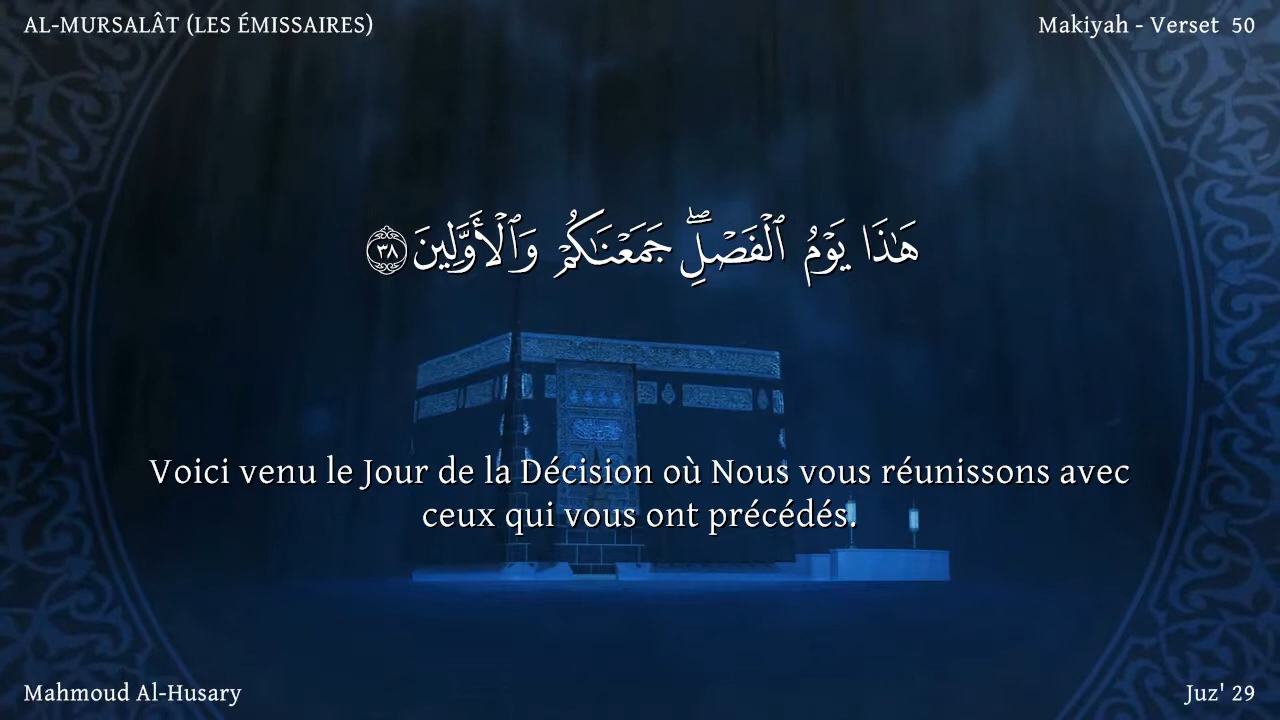 AL-MURSALÂT (LES ÉMISSAIRES)
Makiyah - Verset 50
هَـٰذَا يَوْمُ ٱلْفَصْلِ ۖ جَمَعْنَـٰكُمْ وَٱلْأَوَّلِينَ ٣٨
Voici venu le Jour de la Décision où Nous vous réunissons avec
ceux qui vous ont précédés.
Mahmoud Al-Husary
Juz' 29